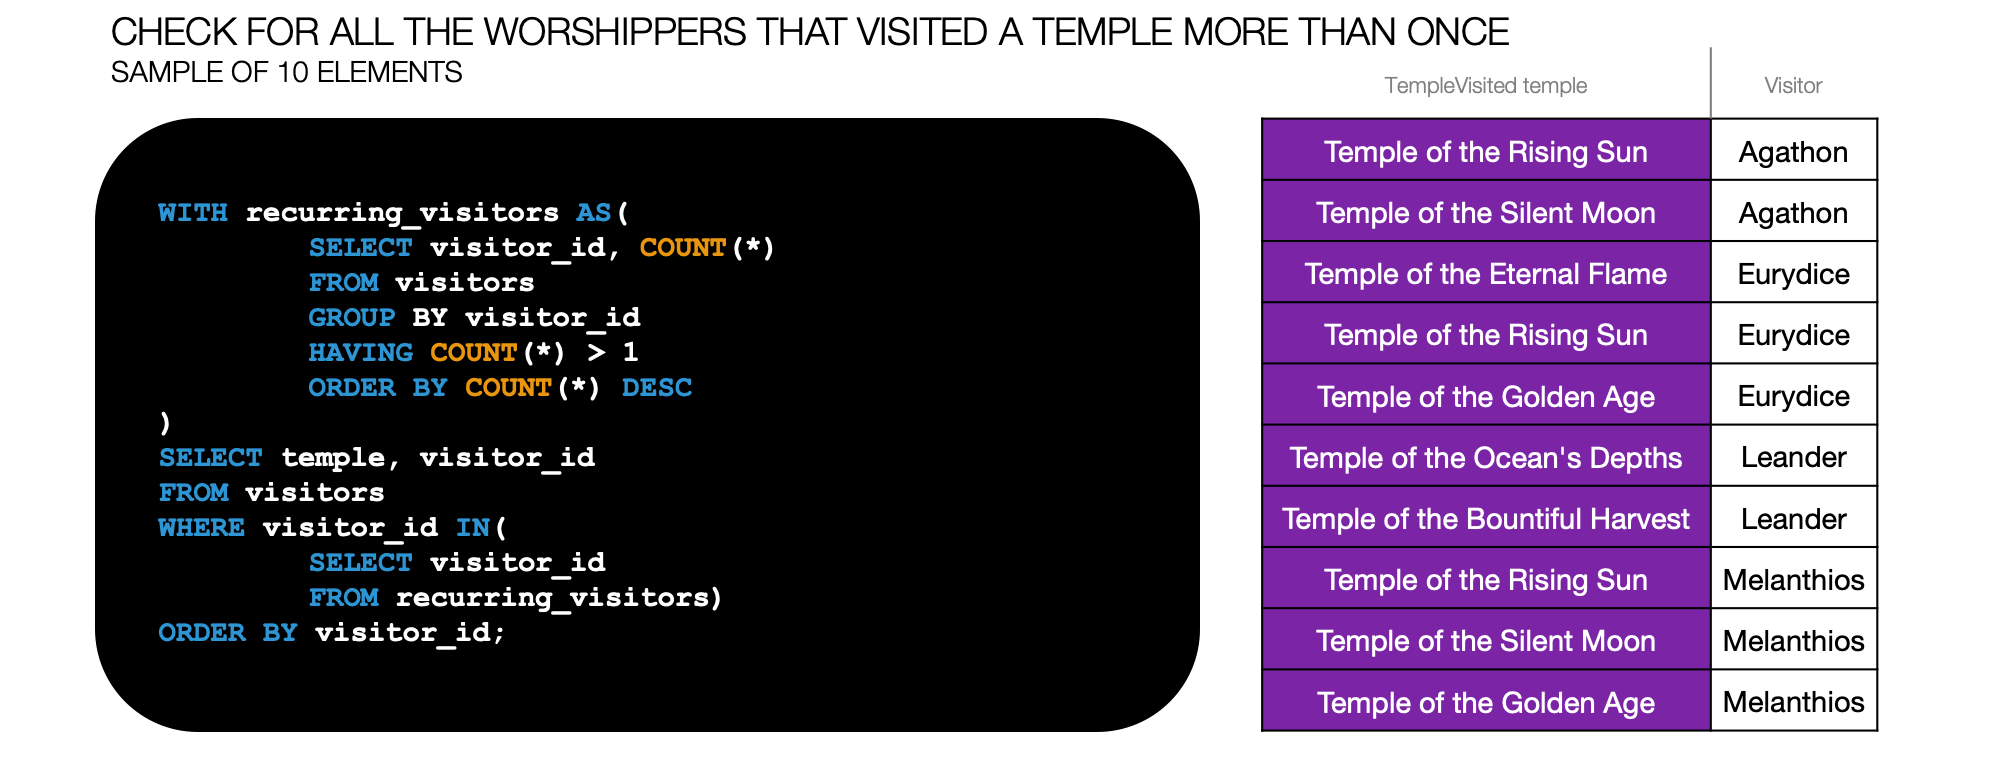 CHECK FOR ALL THE WORSHIPPERS THAT VISITED A TEMPLE MORE THAN ONCE
SAMPLE OF 10 ELEMENTS
WITH recurring_visitors AS(
SELECT visitor_id, COUNT(*)
FROM visitors
GROUP BY visitor_id
HAVING COUNT(*) > 1
ORDER BY COUNT(*) DESC
)
SELECT temple, visitor_id
FROM visitors
WHERE visitor_id IN(
SELECT visitor_id
FROM recurring_visitors)
ORDER BY visitor_id;
TempleVisited temple Visitor
Temple of the Rising Sun Agathon
Temple of the Silent Moon Agathon
Temple of the Eternal Flame Eurydice
Temple of the Rising Sun Eurydice
Temple of the Golden Age Eurydice
Temple of the Ocean's Depths Leander
Temple of the Bountiful Harvest Leander
Temple of the Rising Sun Melanthios
Temple of the Silent Moon Melanthios
Temple of the Golden Age Melanthios